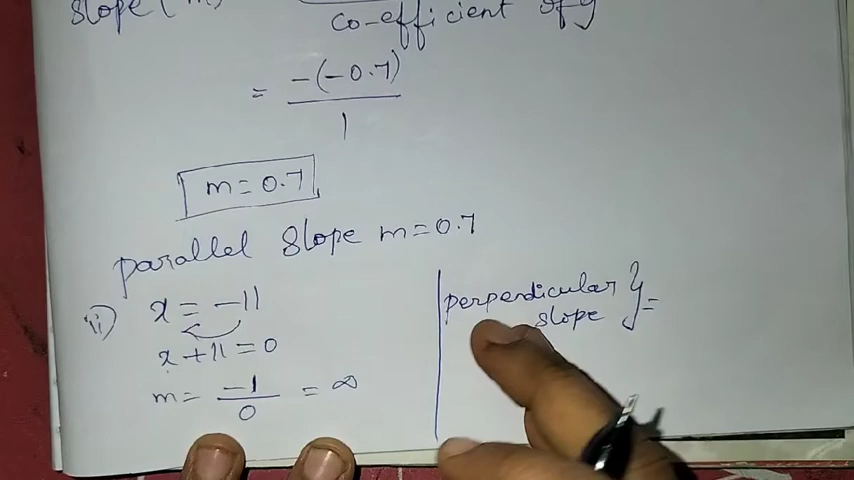 slope (m)
co-efficient of y
= -(-0.7)
1
m = 0.7
parallel slope m = 0.7
ii) x = -11
x + 11 = 0
m = -1/0 = ∞
perpendicular } =
slope